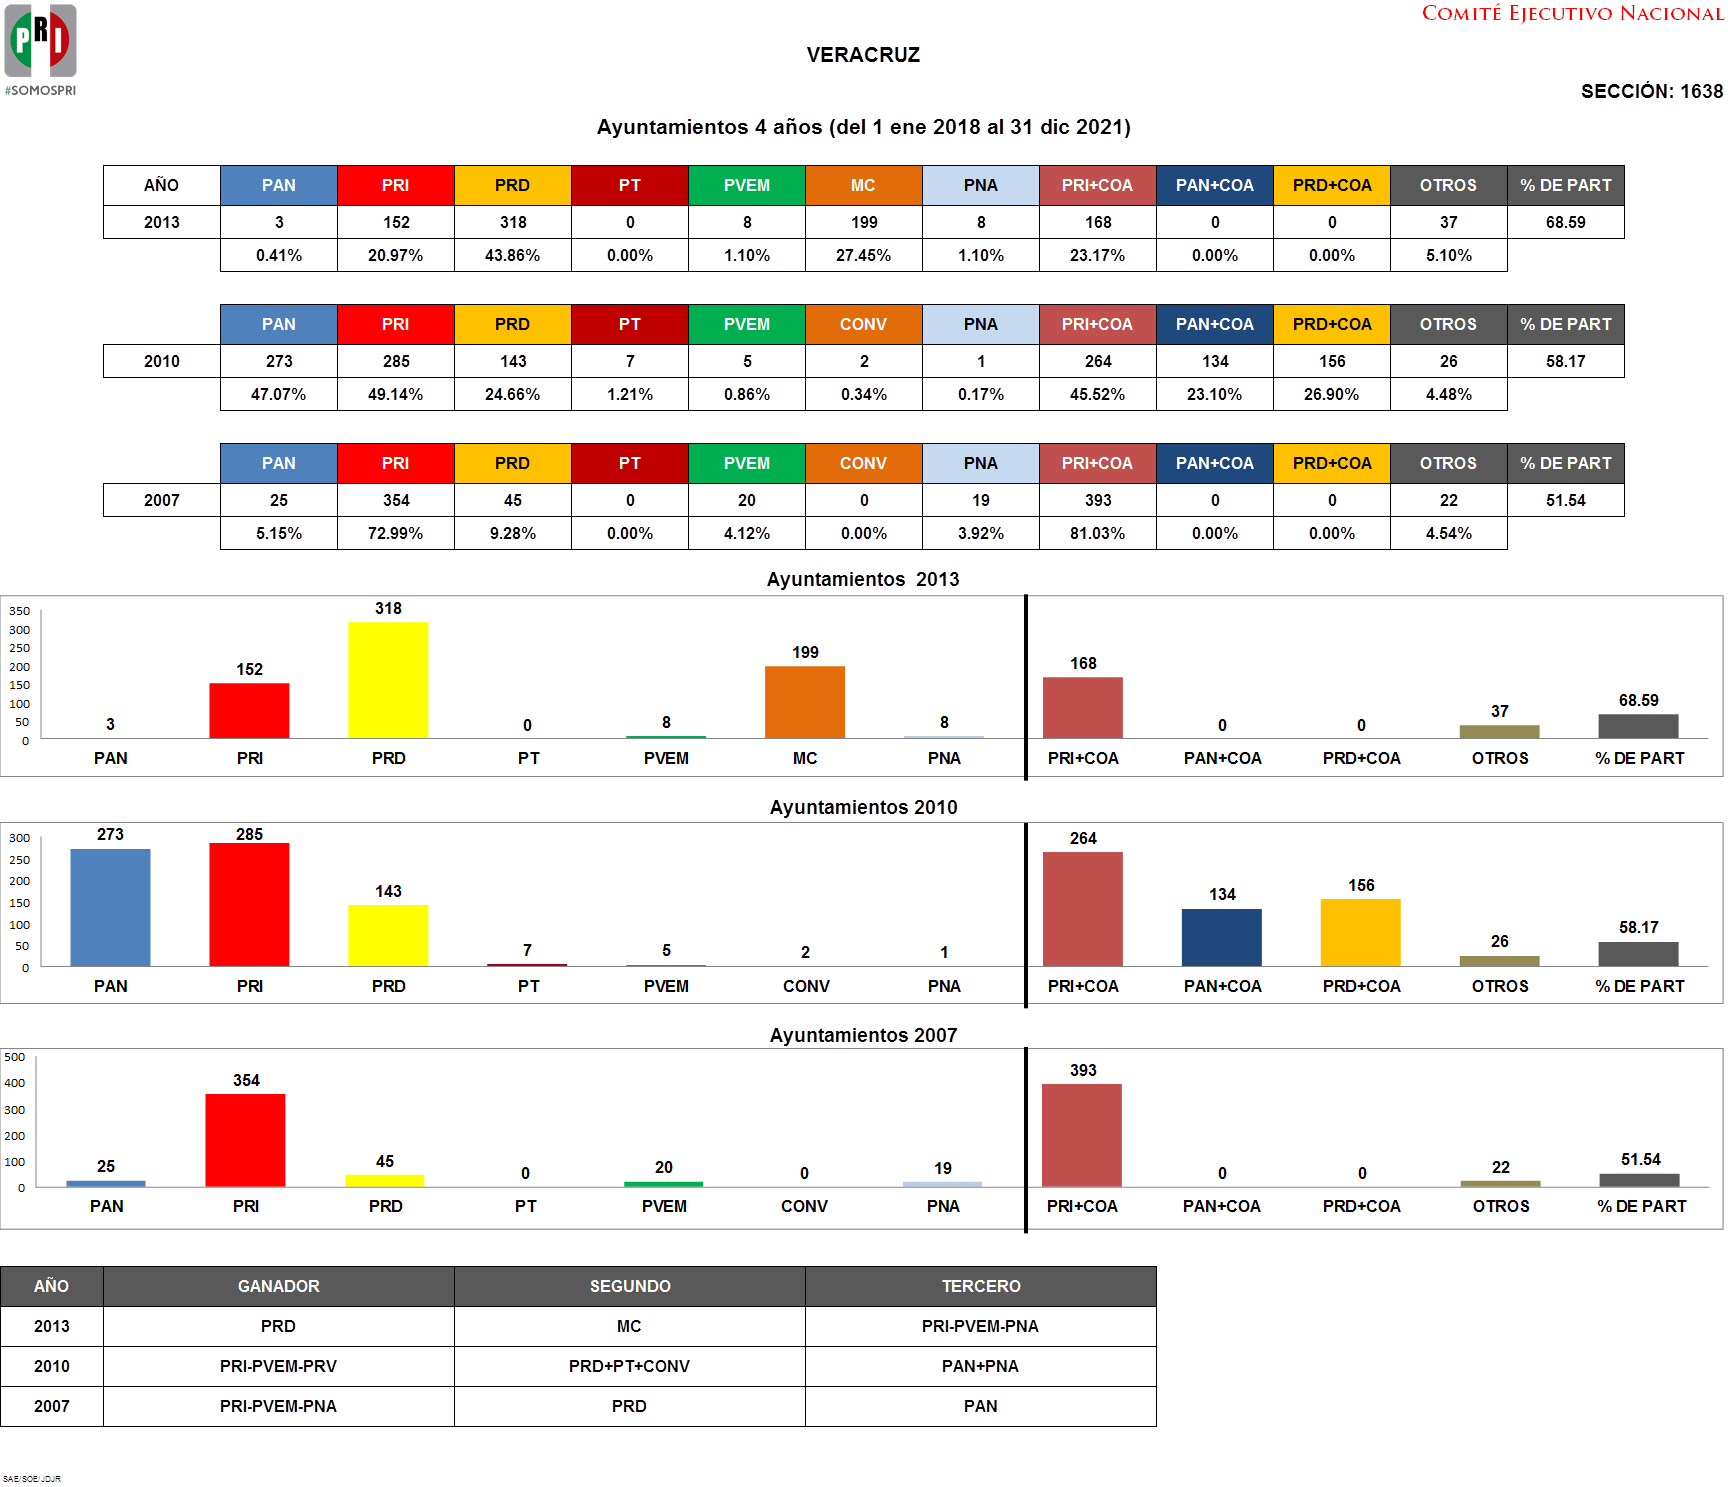 PRI
#SOMOSPRI
COMITÉ EJECUTIVO NACIONAL
VERACRUZ
SECCIÓN: 1638
Ayuntamientos 4 años (del 1 ene 2018 al 31 dic 2021)
AÑO PAN PRI PRD PT PVEM MC PNA PRI+COA PAN+COA PRD+COA OTROS % DE PART
2013 3 152 318 0 8 199 8 168 0 0 37 68.59
0.41% 20.97% 43.86% 0.00% 1.10% 27.45% 1.10% 23.17% 0.00% 0.00% 5.10%
PAN PRI PRD PT PVEM CONV PNA PRI+COA PAN+COA PRD+COA OTROS % DE PART
2010 273 285 143 7 5 2 1 264 134 156 26 58.17
47.07% 49.14% 24.66% 1.21% 0.86% 0.34% 0.17% 45.52% 23.10% 26.90% 4.48%
PAN PRI PRD PT PVEM CONV PNA PRI+COA PAN+COA PRD+COA OTROS % DE PART
2007 25 354 45 0 20 0 19 393 0 0 22 51.54
5.15% 72.99% 9.28% 0.00% 4.12% 0.00% 3.92% 81.03% 0.00% 0.00% 4.54%
Ayuntamientos 2013
350
300
250
200
150
100
50
0
3 152 318 0 8 199 8 168 0 0 37 68.59
PAN PRI PRD PT PVEM MC PNA PRI+COA PAN+COA PRD+COA OTROS % DE PART
Ayuntamientos 2010
300
250
200
150
100
50
0
273 285 143 7 5 2 1 264 134 156 26 58.17
PAN PRI PRD PT PVEM CONV PNA PRI+COA PAN+COA PRD+COA OTROS % DE PART
Ayuntamientos 2007
500
400
300
200
100
0
25 354 45 0 20 0 19 393 0 0 22 51.54
PAN PRI PRD PT PVEM CONV PNA PRI+COA PAN+COA PRD+COA OTROS % DE PART
AÑO GANADOR SEGUNDO TERCERO
2013 PRD MC PRI-PVEM-PNA
2010 PRI-PVEM-PRV PRD+PT+CONV PAN+PNA
2007 PRI-PVEM-PNA PRD PAN
SAE/SOE/JDJR